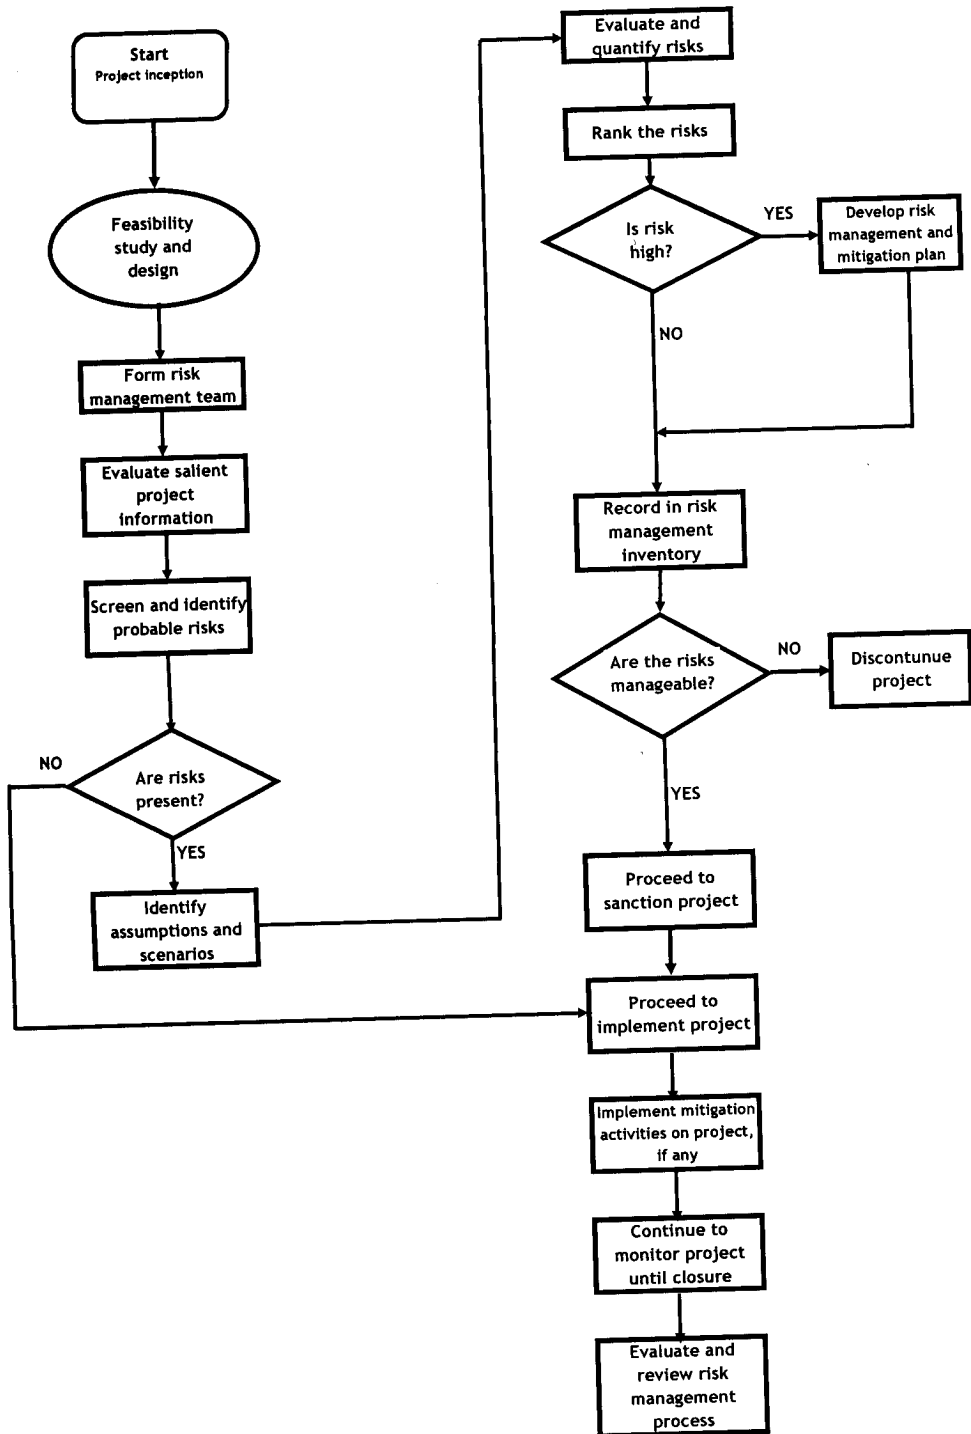 Start
Project inception
Feasibility
study and
design
Form risk
management team
Evaluate salient
project
information
Screen and identify
probable risks
NO
Are risks
present?
YES
Identify
assumptions and
scenarios
Evaluate and
quantify risks
Rank the risks
Is risk
high?
YES
Develop risk
management and
mitigation plan
NO
Record in risk
management
inventory
Are the risks
manageable?
NO
Discontunue
project
YES
Proceed to
sanction project
Proceed to
implement project
Implement mitigation
activities on project,
if any
Continue to
monitor project
until closure
Evaluate and
review risk
management
process